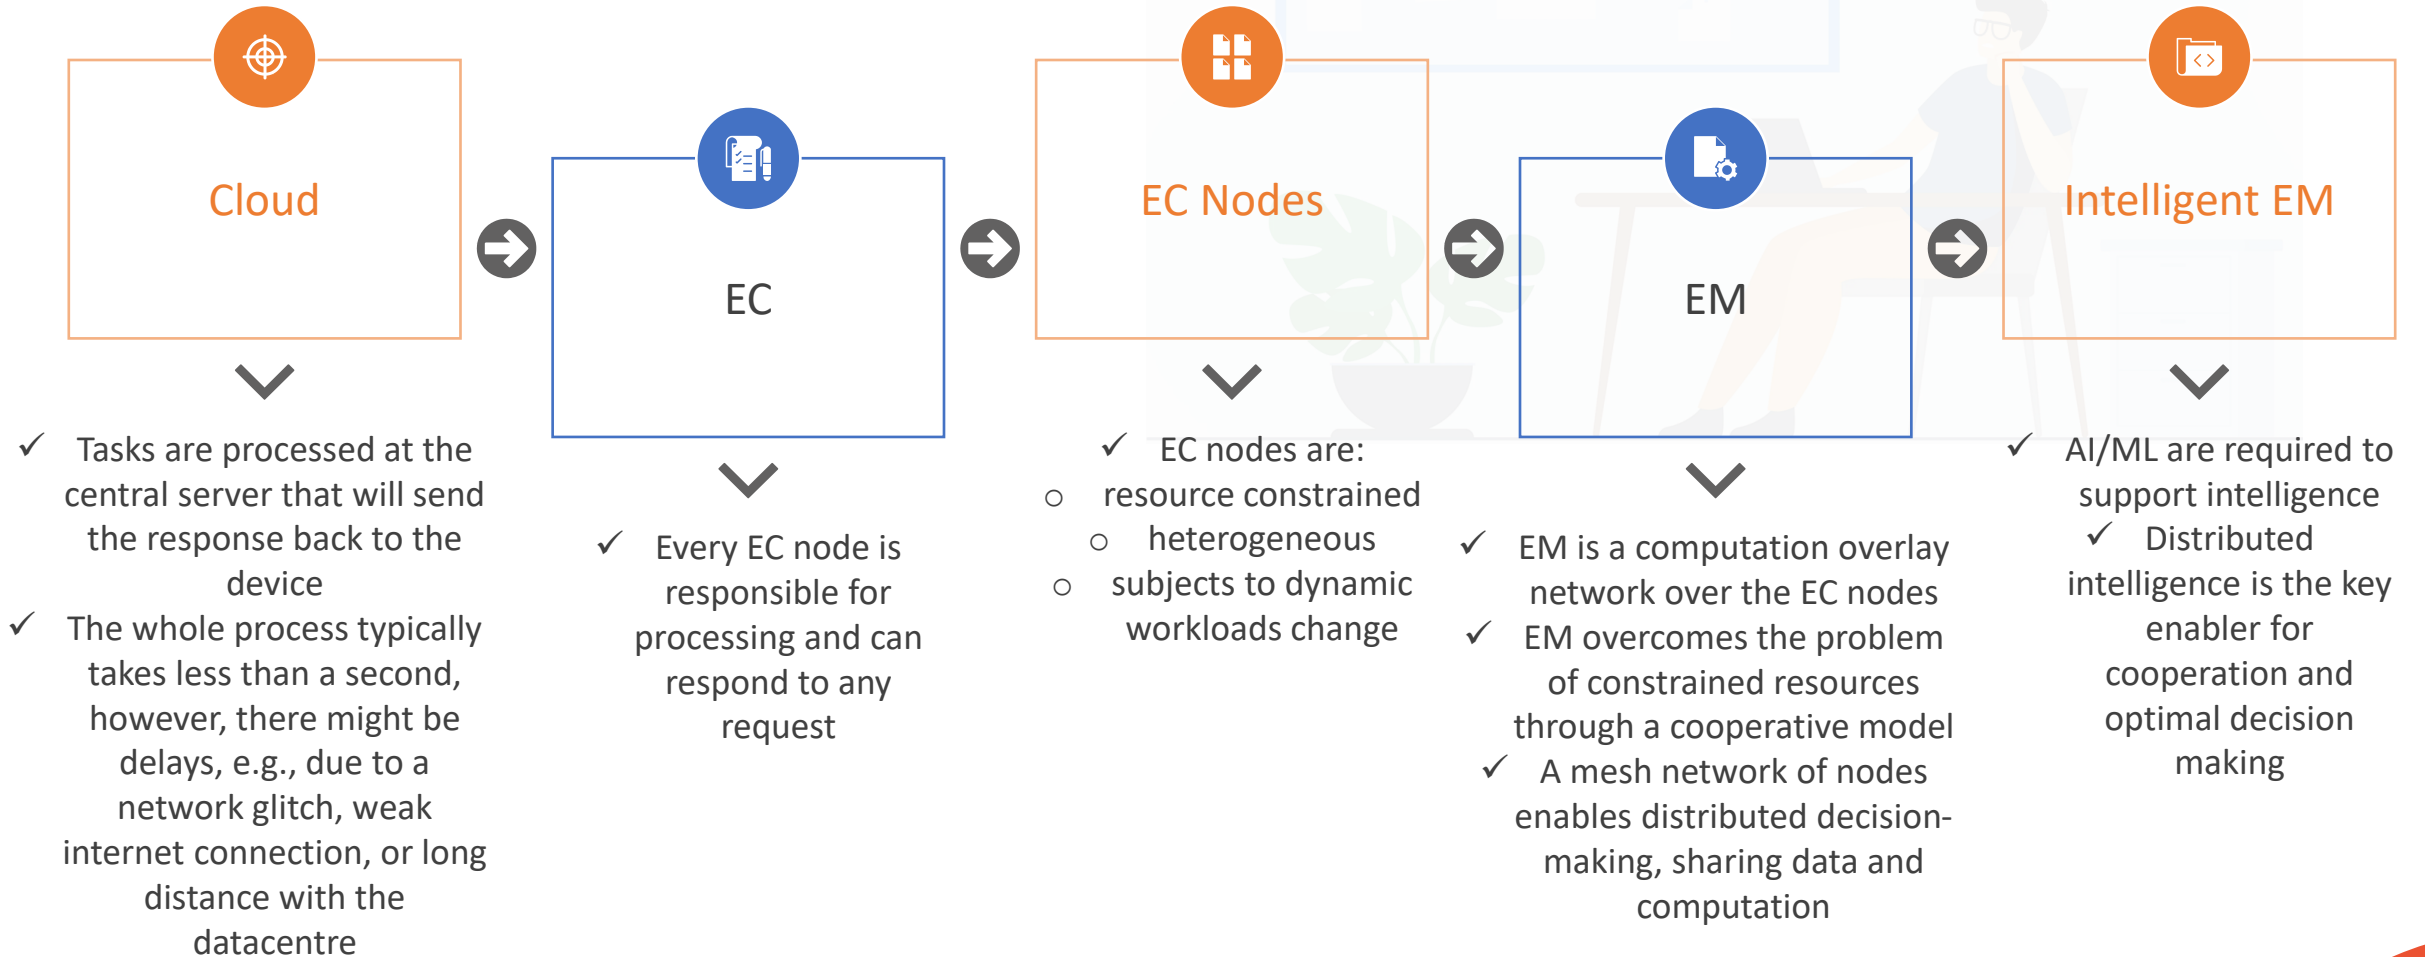 Cloud
✓ Tasks are processed at the
central server that will send
the response back to the
device
✓ The whole process typically
takes less than a second,
however, there might be
delays, e.g., due to a
network glitch, weak
internet connection, or long
distance with the
datacentre
EC
✓ Every EC node is
responsible for
processing and can
respond to any
request
EC Nodes
✓ EC nodes are:
o resource constrained
o heterogeneous
o subjects to dynamic
workloads change
EM
✓ EM is a computation overlay
network over the EC nodes
✓ EM overcomes the problem
of constrained resources
through a cooperative model
✓ A mesh network of nodes
enables distributed decision-
making, sharing data and
computation
Intelligent EM
✓ AI/ML are required to
support intelligence
✓ Distributed
intelligence is the key
enabler for
cooperation and
optimal decision
making